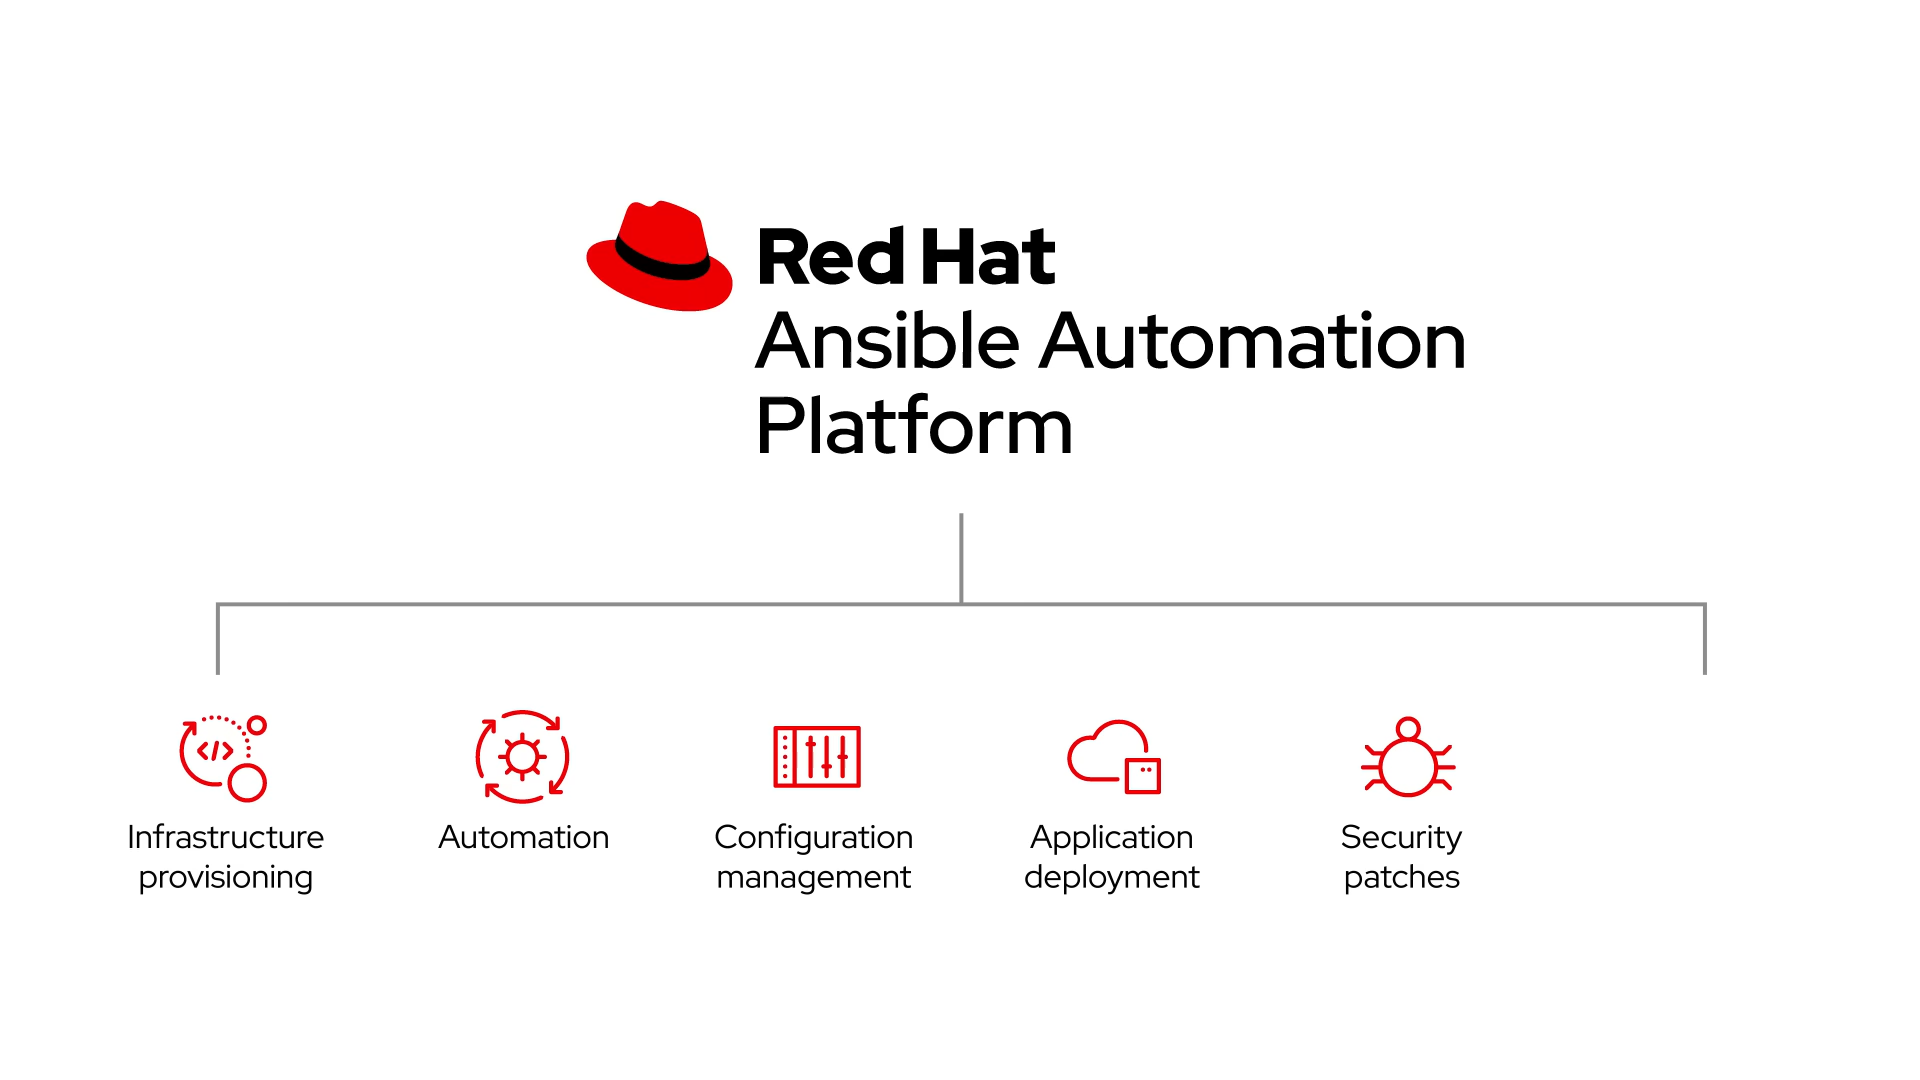 Red Hat
Ansible Automation
Platform
Infrastructure
provisioning
Automation
Configuration
management
Application
deployment
Security
patches